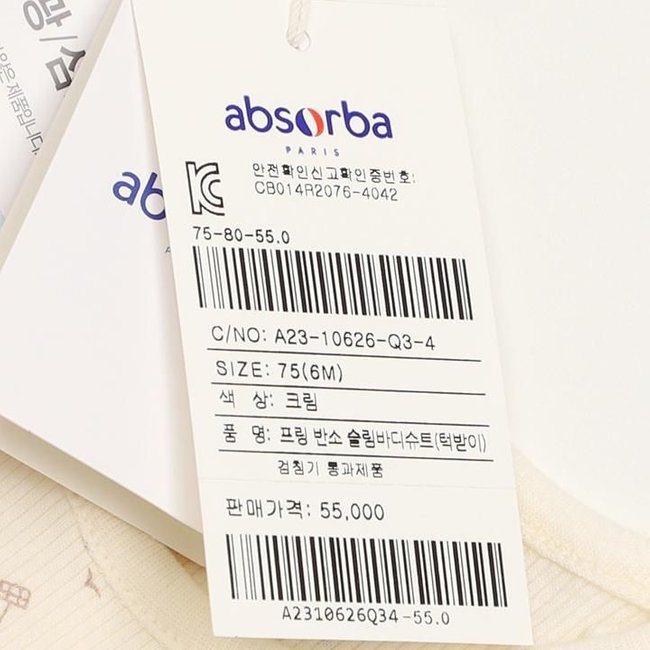 absorba
PARIS
안전확인신고확인증번호:
CB014R2076-4042
75-80-55.0
C/NO: A23-10626-Q3-4
SIZE: 75(6M)
색 상: 크림
품 명: 프링 반소 슬림바디슈트(턱받이)
검침기 통과제품
판매가격: 55,000
A2310626Q34-55.0
ab